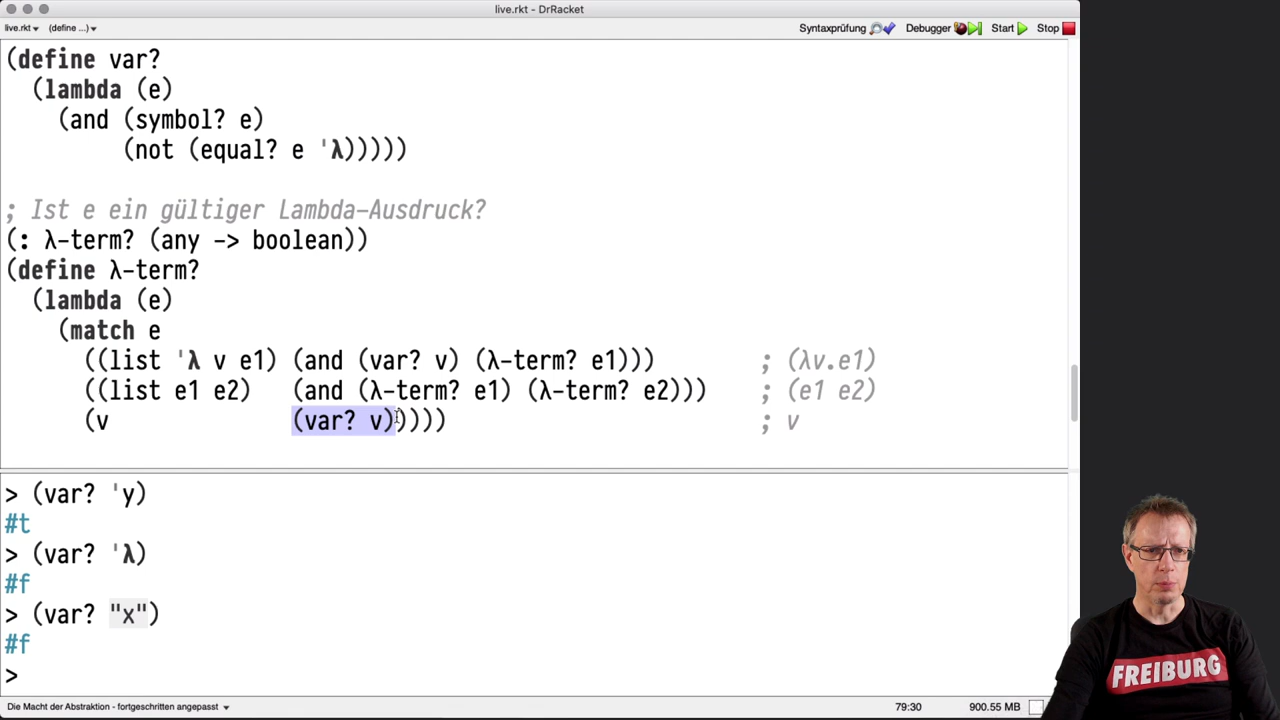 live.rkt - DrRacket
live.rkt▾ (define ...)▾ Syntaxprüfung Debugger Start Stop
(define var?
(lambda (e)
(and (symbol? e)
(not (equal? e 'λ)))))
; Ist e ein gültiger Lambda-Ausdruck?
(: λ-term? (any -> boolean))
(define λ-term?
(lambda (e)
(match e
((list 'λ v e1) (and (var? v) (λ-term? e1))) ; (λv.e1)
((list e1 e2) (and (λ-term? e1) (λ-term? e2))) ; (e1 e2)
(v (var? v))))) ; v
> (var? 'y)
#t
> (var? 'λ)
#f
> (var? "x")
#f
>
Die Macht der Abstraktion - fortgeschritten angepasst ▾ 79:30 900.55 MB
FREIBURG